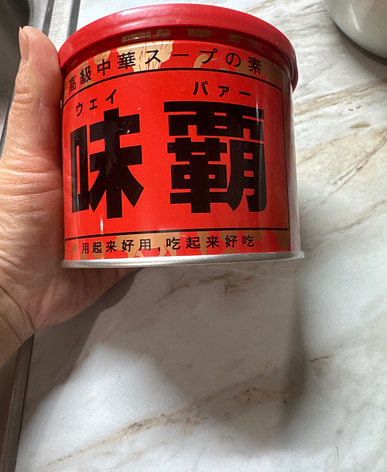 高級中華スープの素
ウェイ パァー
味覇
用起来好用,吃起来好吃